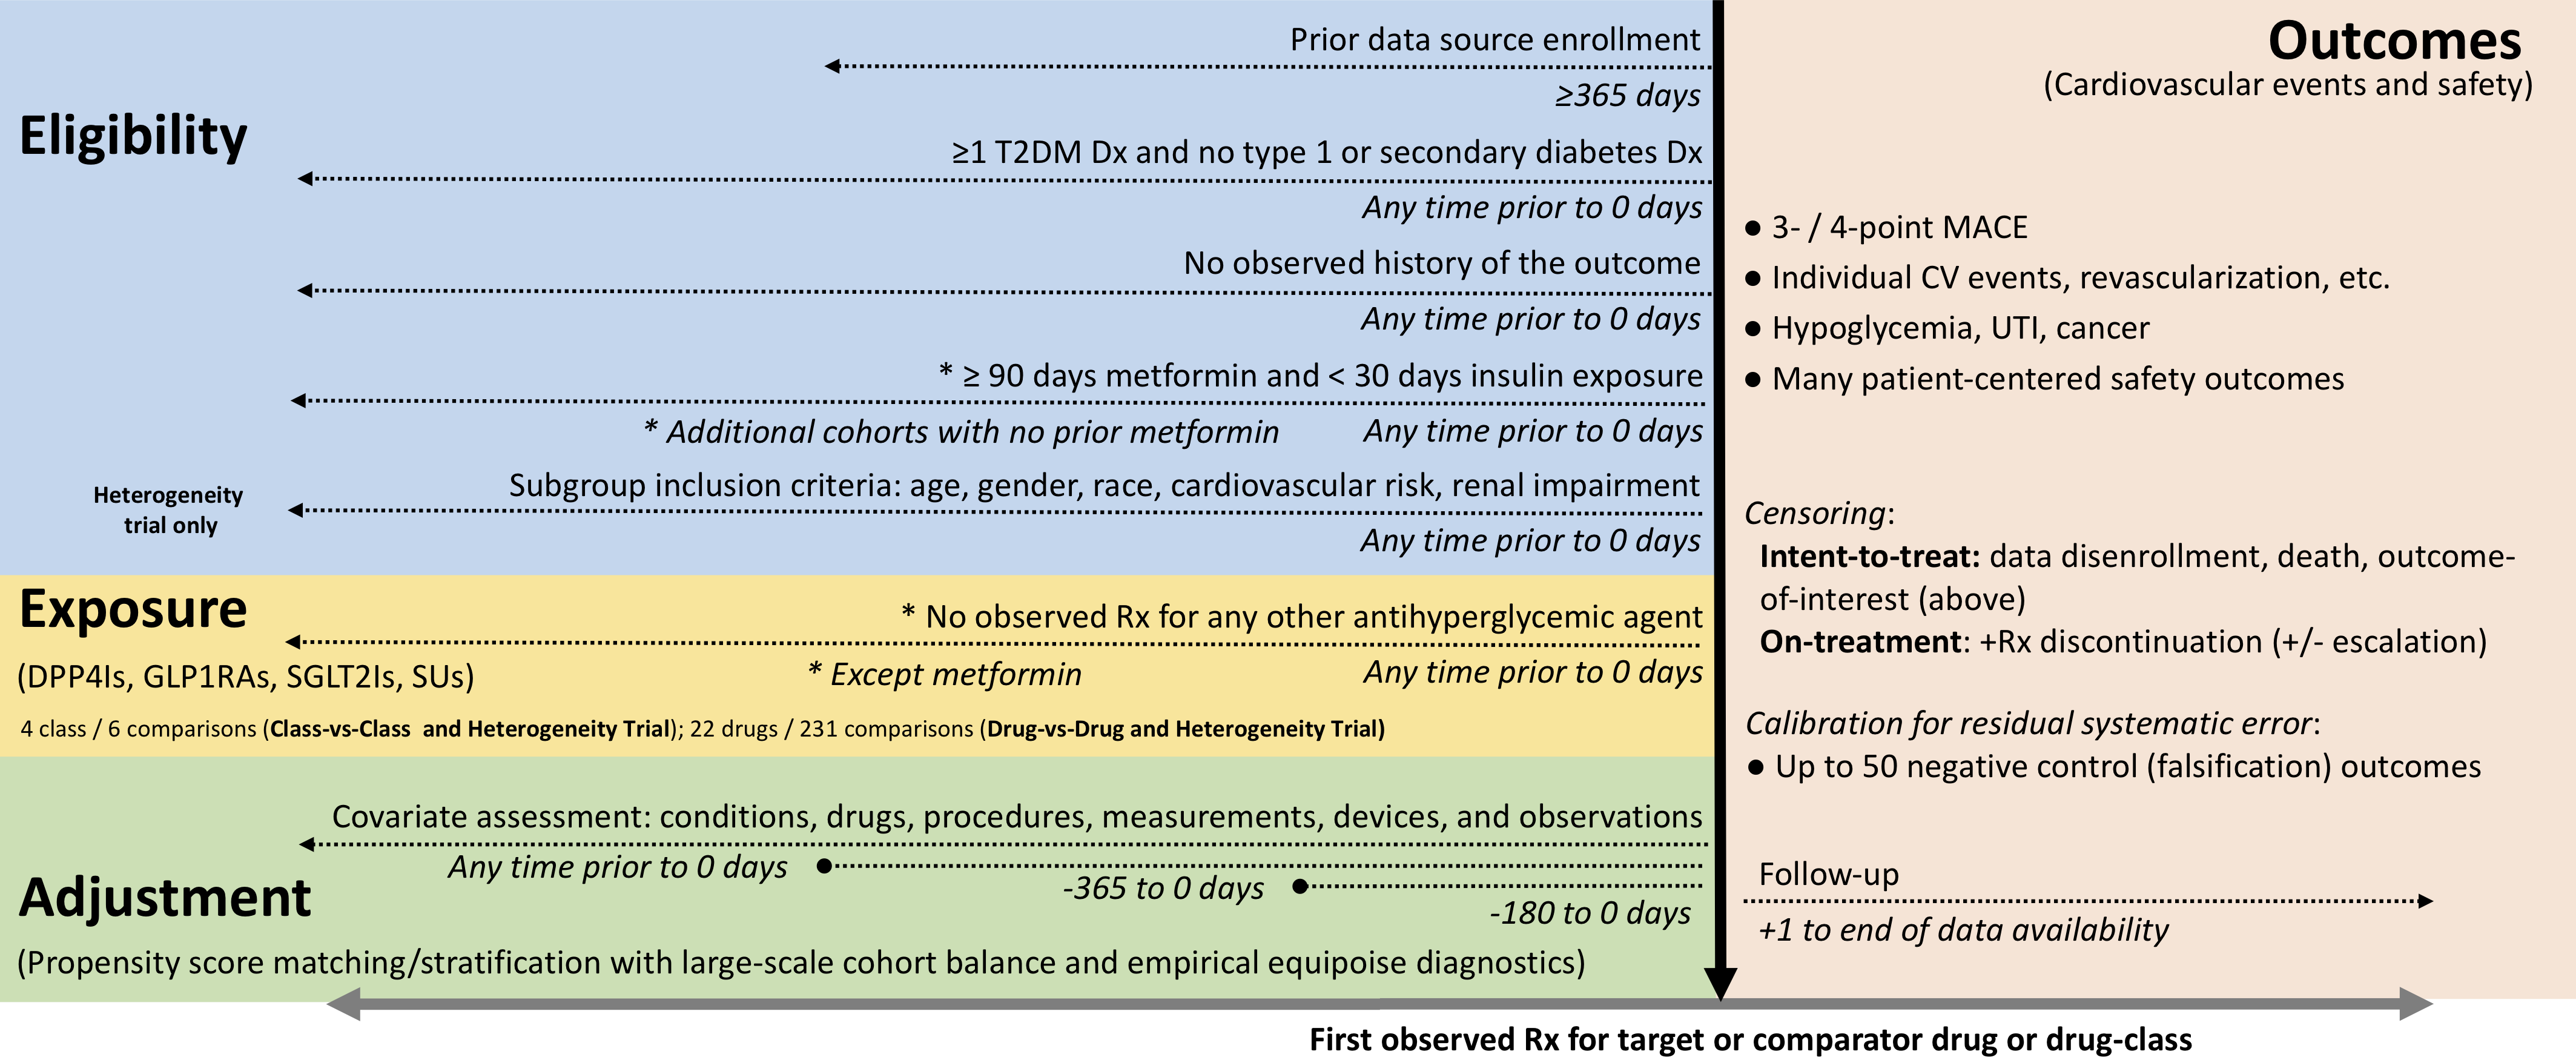 Eligibility
Prior data source enrollment
≥365 days
≥1 T2DM Dx and no type 1 or secondary diabetes Dx
Any time prior to 0 days
No observed history of the outcome
Any time prior to 0 days
* ≥ 90 days metformin and < 30 days insulin exposure
* Additional cohorts with no prior metformin
Any time prior to 0 days
Heterogeneity
trial only
Subgroup inclusion criteria: age, gender, race, cardiovascular risk, renal impairment
Any time prior to 0 days
Exposure
(DPP4Is, GLP1RAs, SGLT2Is, SUs)
* No observed Rx for any other antihyperglycemic agent
* Except metformin
Any time prior to 0 days
4 class / 6 comparisons (Class-vs-Class and Heterogeneity Trial); 22 drugs / 231 comparisons (Drug-vs-Drug and Heterogeneity Trial)
Adjustment
Covariate assessment: conditions, drugs, procedures, measurements, devices, and observations
Any time prior to 0 days
-365 to 0 days
-180 to 0 days
(Propensity score matching/stratification with large-scale cohort balance and empirical equipoise diagnostics)
Outcomes
(Cardiovascular events and safety)
● 3- / 4-point MACE
● Individual CV events, revascularization, etc.
● Hypoglycemia, UTI, cancer
● Many patient-centered safety outcomes
Censoring:
Intent-to-treat: data disenrollment, death, outcome-
of-interest (above)
On-treatment: +Rx discontinuation (+/- escalation)
Calibration for residual systematic error:
● Up to 50 negative control (falsification) outcomes
Follow-up
+1 to end of data availability
First observed Rx for target or comparator drug or drug-class